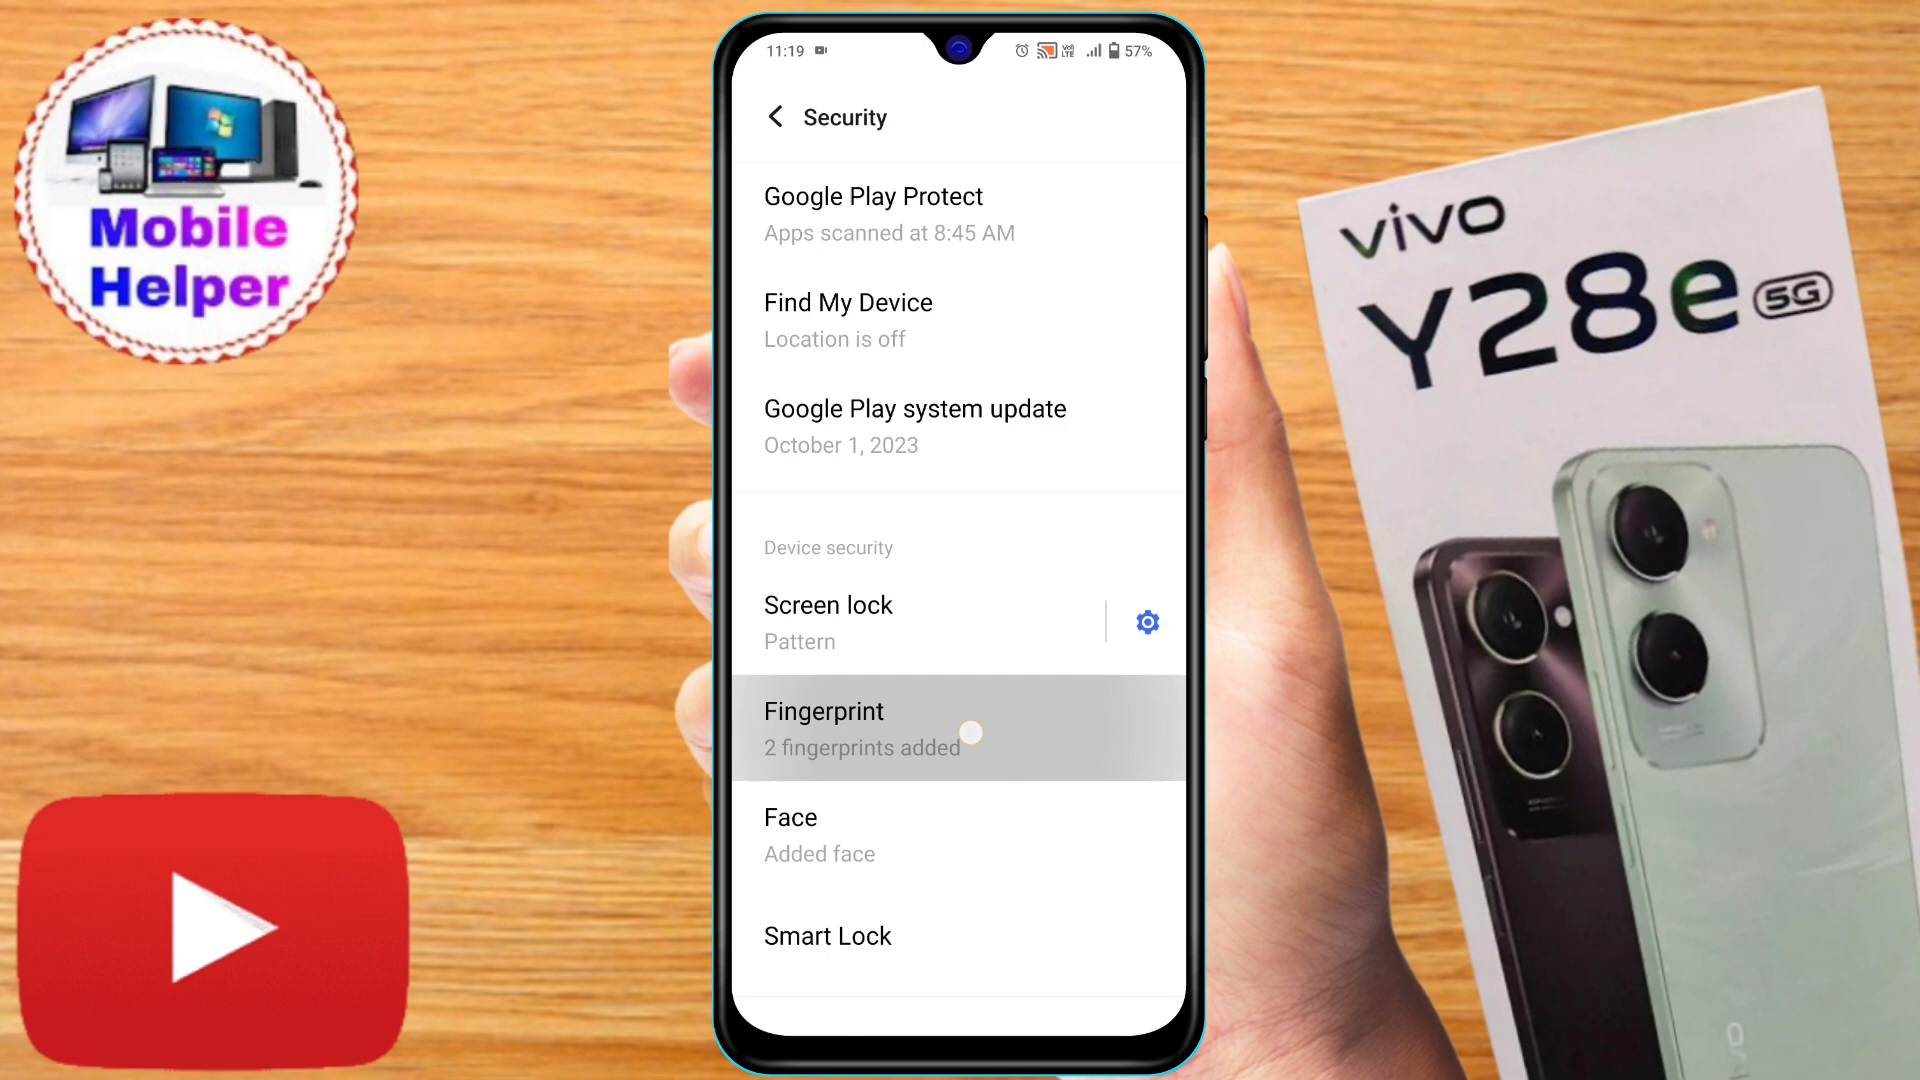 Mobile
Helper
11:19
Vo)
LTE
57%
Security
Google Play Protect
Apps scanned at 8:45 AM
Find My Device
Location is off
Google Play system update
October 1, 2023
Device security
Screen lock
Pattern
Fingerprint
2 fingerprints added
Face
Added face
Smart Lock
vivo
Y28e 5G